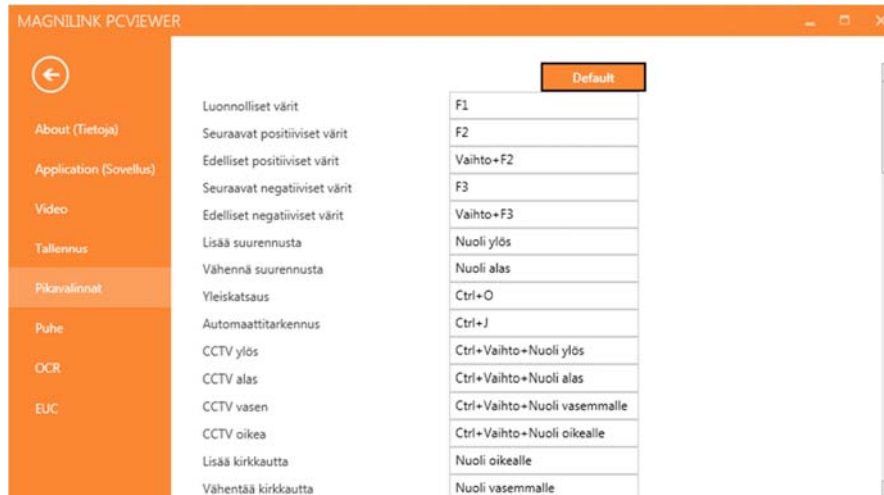 MAGNILINK PCVIEWER
Default
About (Tietoja)
Application (Sovellus)
Video
Tallennus
Pikavalinnat
Puhe
OCR
EUC
Luonnolliset värit F1
Seuraavat positiiviset värit F2
Edelliset positiiviset värit Vaihto+F2
Seuraavat negatiiviset värit F3
Edelliset negatiiviset värit Vaihto+F3
Lisää suurennusta Nuoli ylös
Vähennä suurennusta Nuoli alas
Yleiskatsaus Ctrl+O
Automaattitarkennus Ctrl+J
CCTV ylös Ctrl+Vaihto+Nuoli ylös
CCTV alas Ctrl+Vaihto+Nuoli alas
CCTV vasen Ctrl+Vaihto+Nuoli vasemmalle
CCTV oikea Ctrl+Vaihto+Nuoli oikealle
Lisää kirkkautta Nuoli oikealle
Vähentää kirkkautta Nuoli vasemmalle